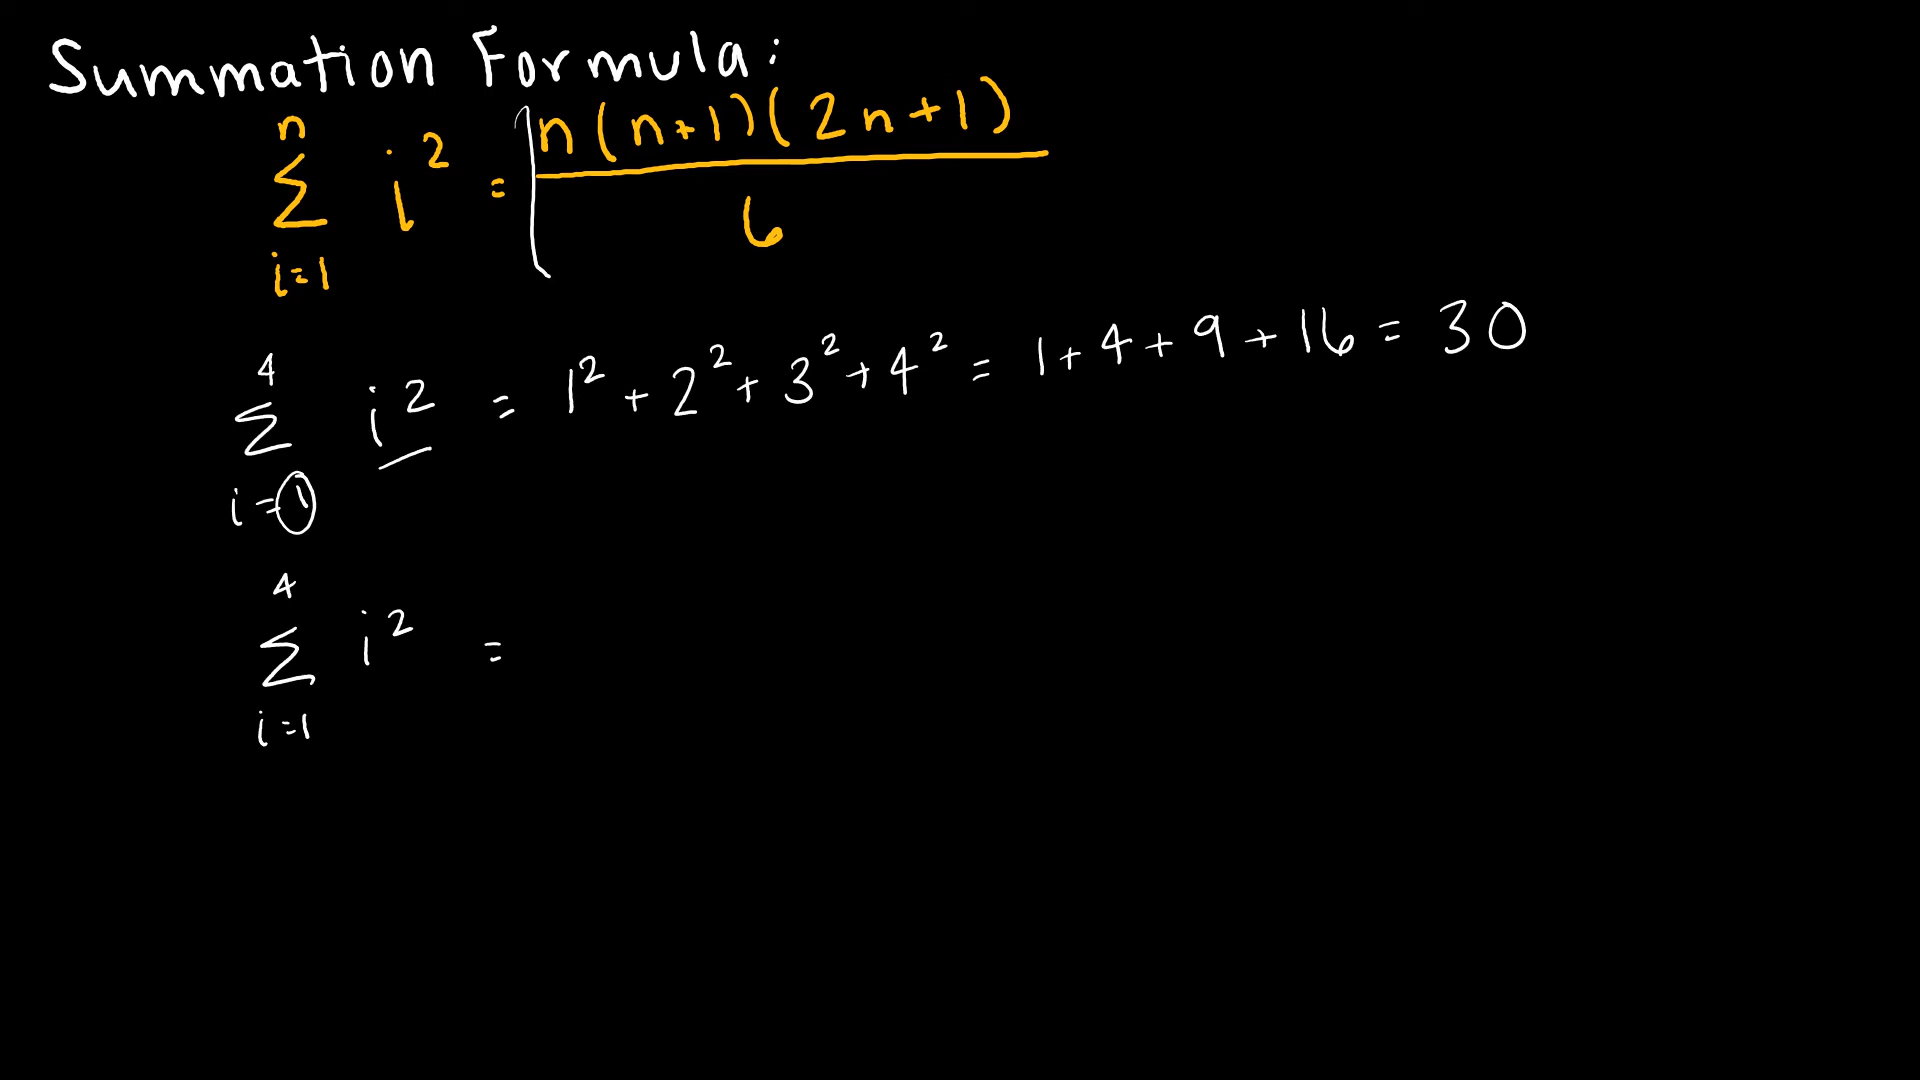 Summation Formula:
n
∑ i² = n(n+1)(2n+1)
6
i=1
4
∑ i² = 1² + 2² + 3² + 4² = 1 + 4 + 9 + 16 = 30
i=1
4
∑ i² =
i=1